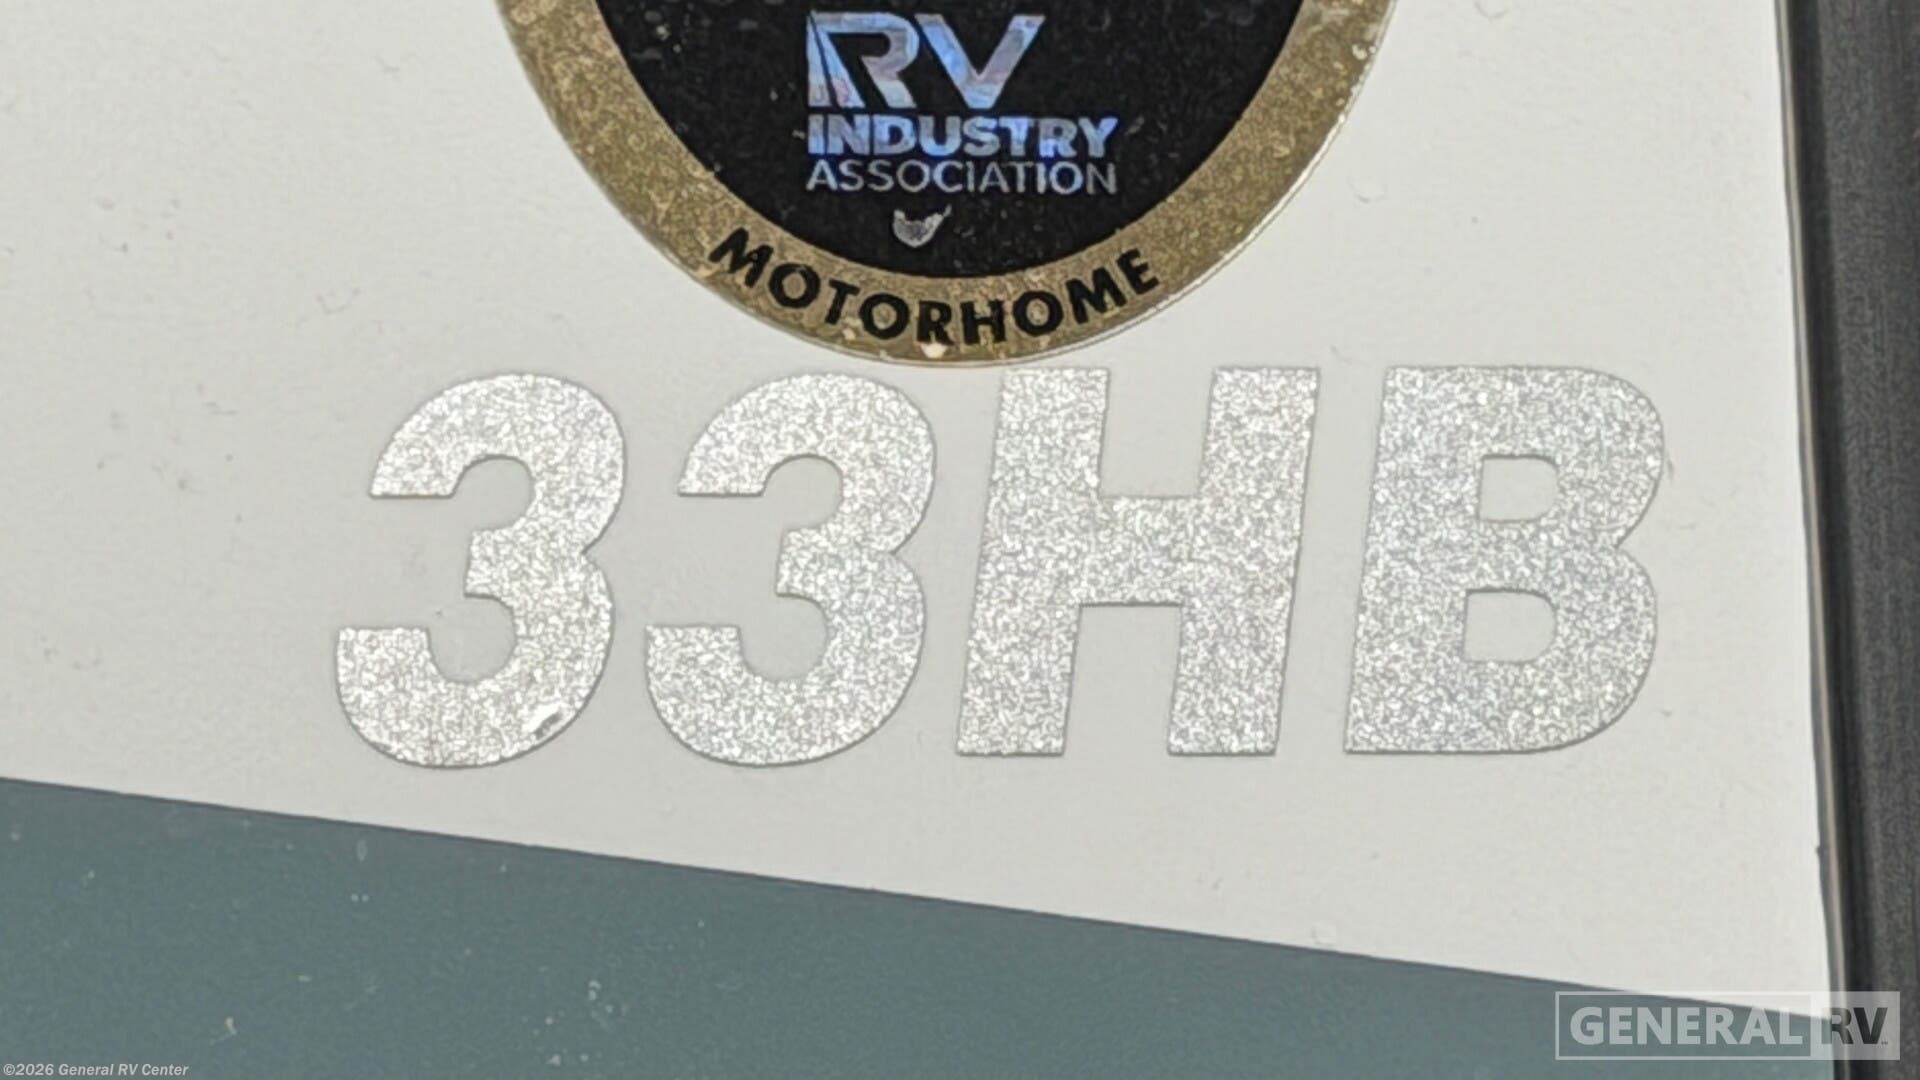 RV
INDUSTRY
ASSOCIATION
MOTORHOME
33HB
GENERAL RV
©2026 General RV Center